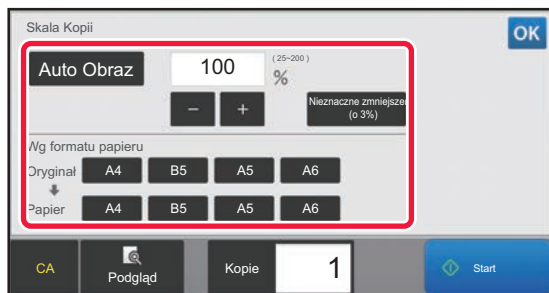 Skala Kopii
OK
Auto Obraz
100
(25~200)
%
−
+
Nieznaczne zmniejszen
(o 3%)
Wg formatu papieru
Oryginał
A4 B5 A5 A6
Papier
A4 B5 A5 A6
CA
Podgląd
Kopie
1
Start